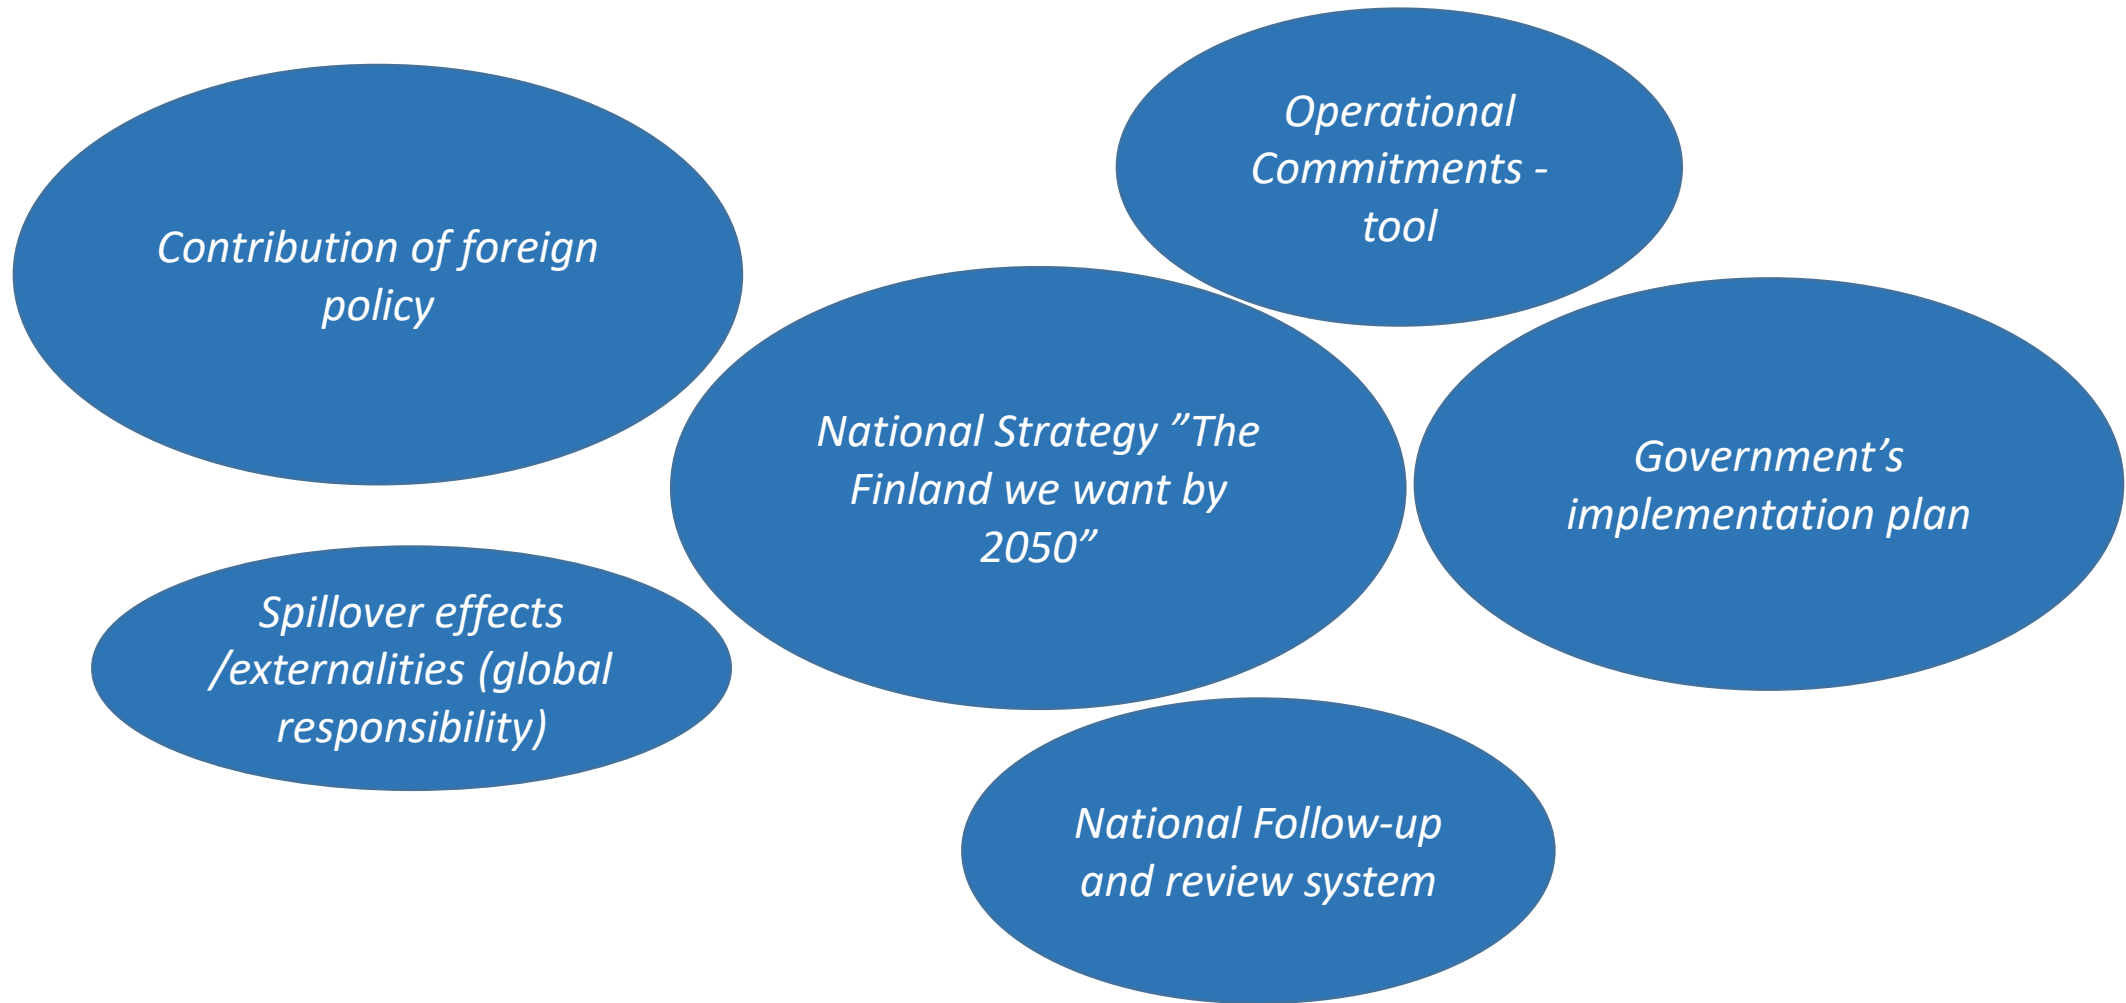 Contribution of foreign
policy
Operational
Commitments -
tool
National Strategy ”The
Finland we want by
2050”
Government’s
implementation plan
Spillover effects
/externalities (global
responsibility)
National Follow-up
and review system